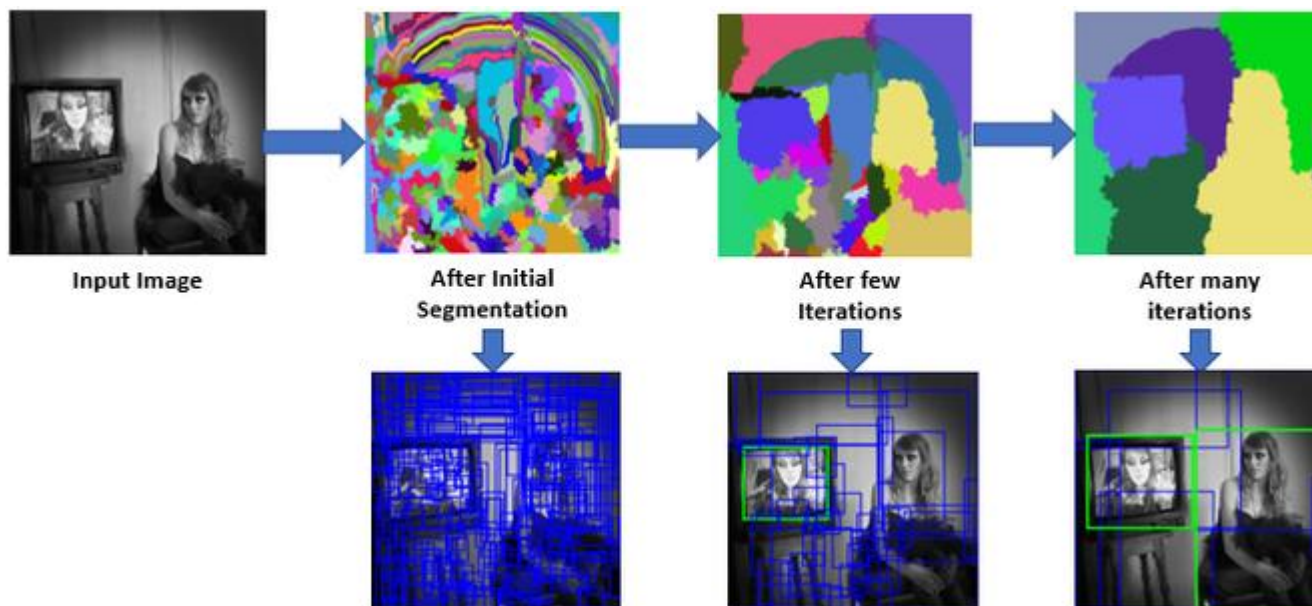 Input Image
After Initial
Segmentation
After few
Iterations
After many
iterations